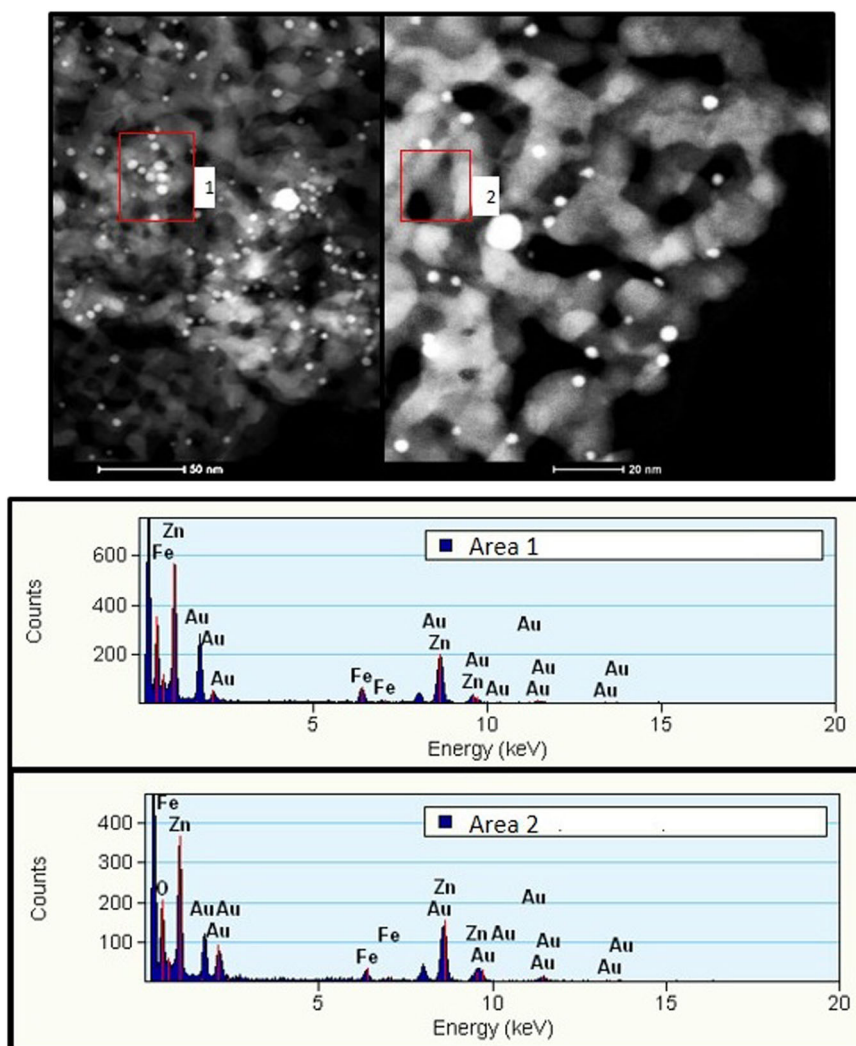 1
2
50 nm
20 nm
Area 1
Counts
600
400
200
Zn
Fe
Au
Au
Au
Fe
Fe
Au
Zn
Au
Zn
Au
Au
Au
Au
Au
Au
5
10
15
20
Energy (keV)
Area 2
Counts
400
300
200
100
Fe
Zn
O
Au Au
Au
Fe
Fe
Zn
Au
Au
Zn Au
Au
Au
Au
Au
Au
5
10
15
20
Energy (keV)